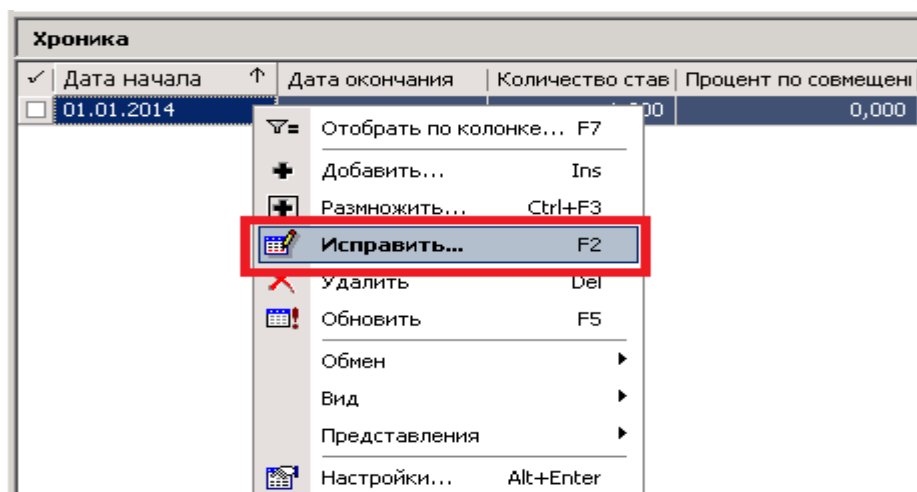 Хроника
Дата начала Дата окончания Количество став Процент по совмещени
01.01.2014 0,000
Отобрать по колонке... F7
Добавить... Ins
Размножить... Ctrl+F3
Исправить... F2
Удалить Del
Обновить F5
Обмен
Вид
Представления
Настройки... Alt+Enter